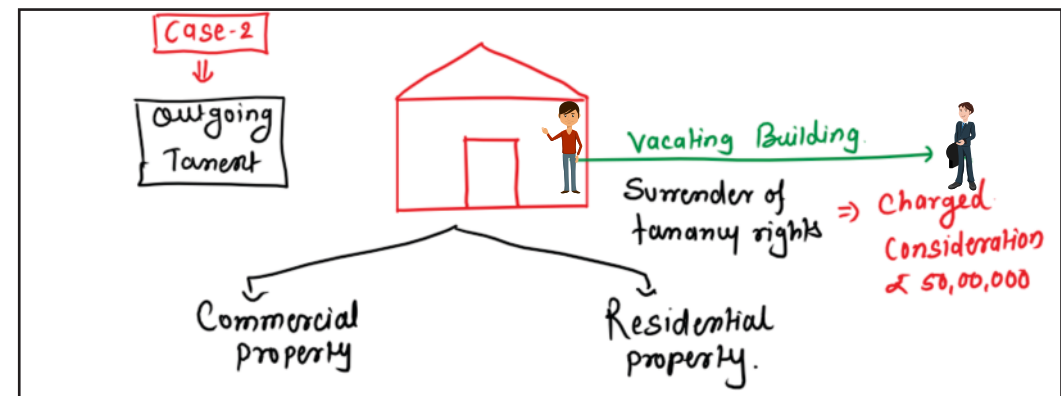 Case-2
Outgoing
Tanent
Vacating Building.
Surrender of
tanancy rights
⇒ Charged
Consideration
₹ 50,00,000
Commercial
property
Residential
property.